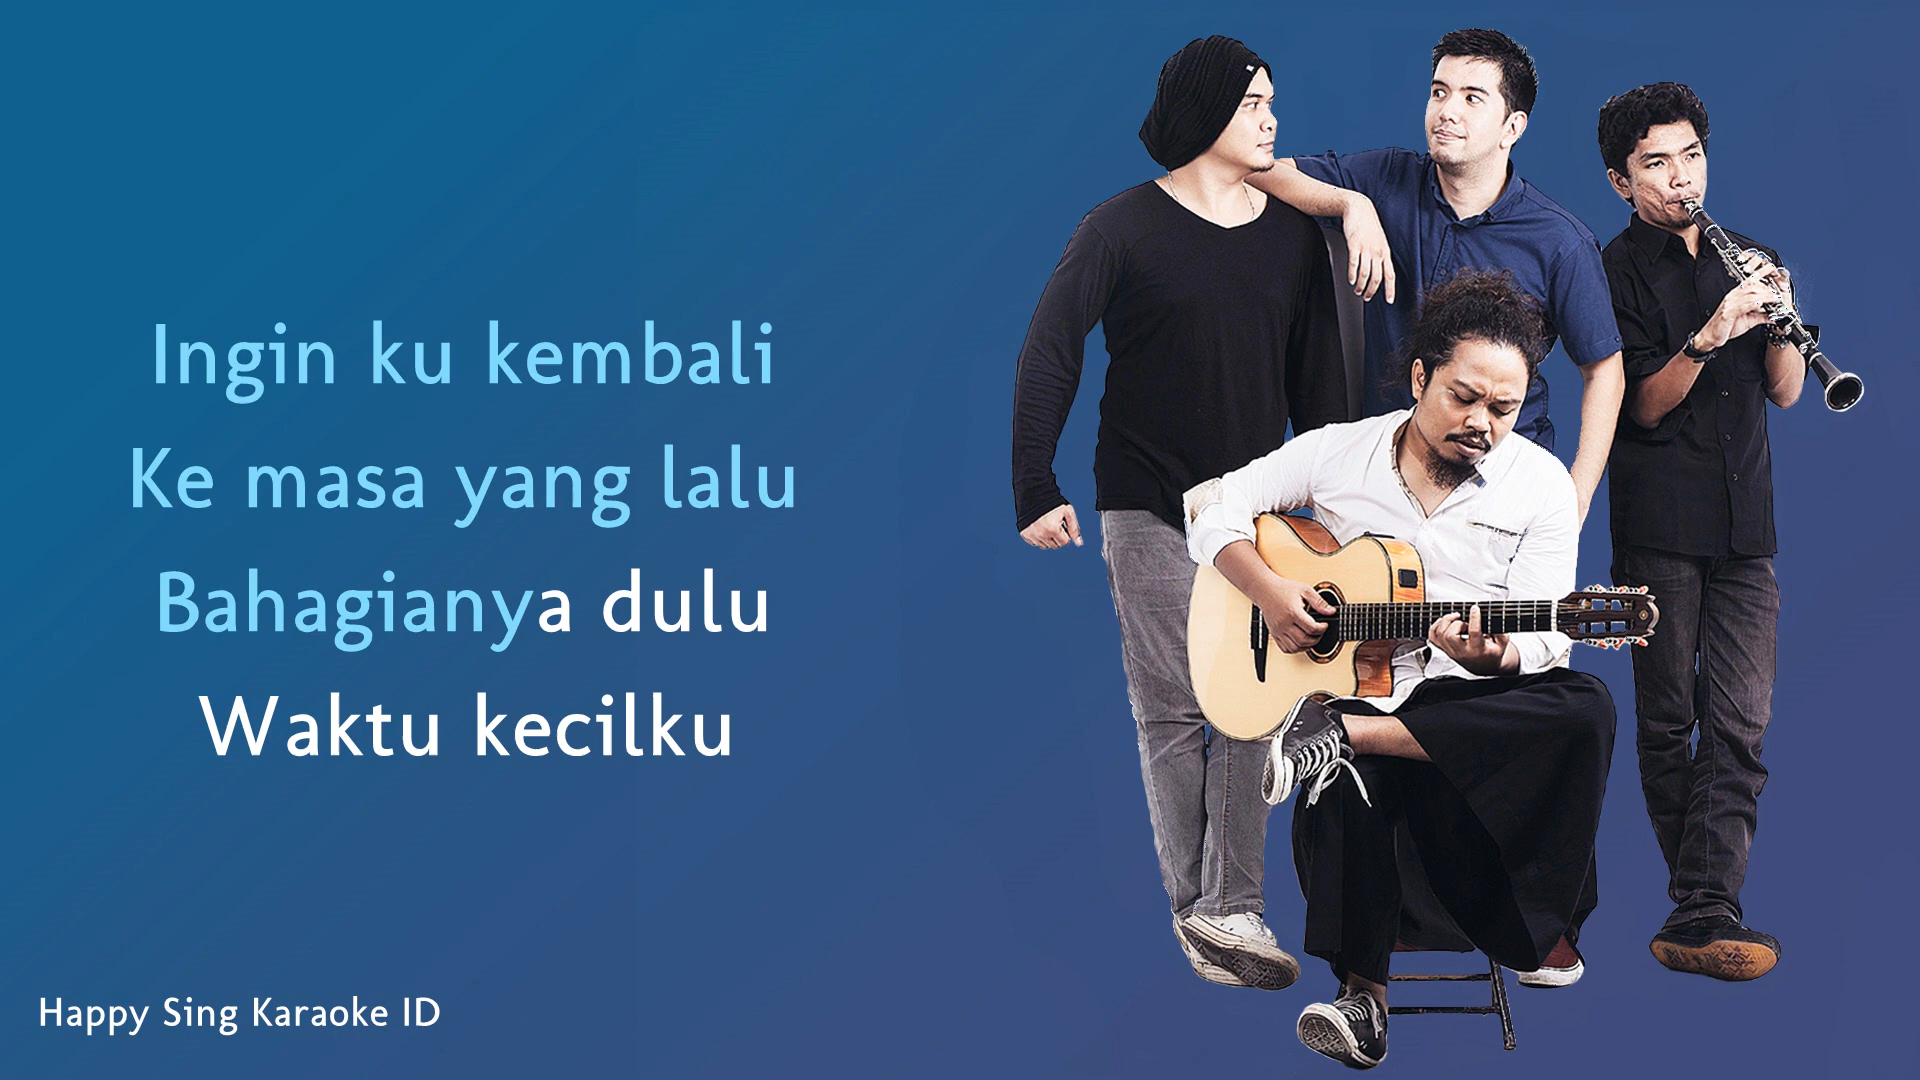 Ingin ku kembali
Ke masa yang lalu
Bahagianya dulu
Waktu kecilku
Happy Sing Karaoke ID